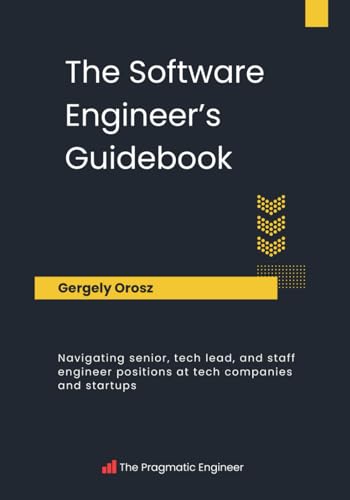 The Software
Engineer’s
Guidebook
Gergely Orosz
Navigating senior, tech lead, and staff
engineer positions at tech companies
and startups
The Pragmatic Engineer